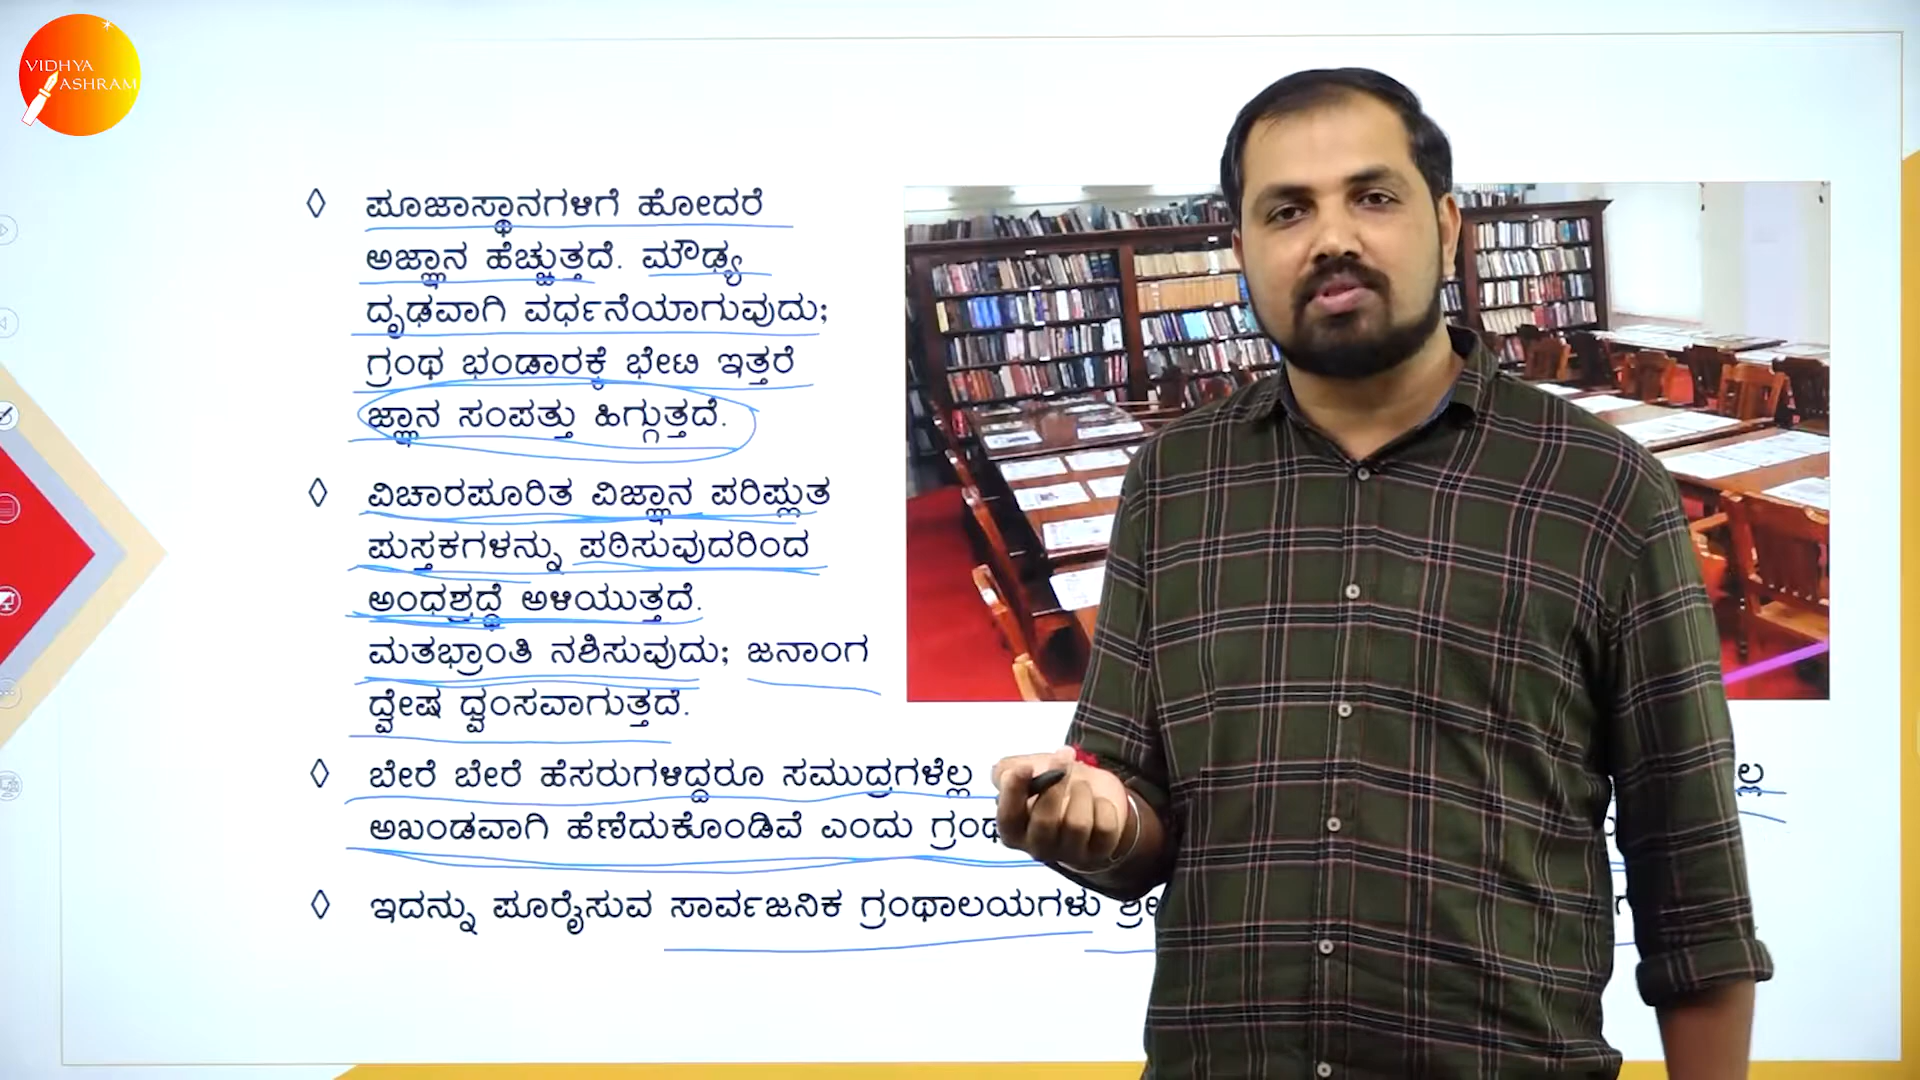 VIDHYA
ASHRAM
◊ ಪೂಜಾಸ್ಥಾನಗಳಿಗೆ ಹೋದರೆ
ಅಜ್ಞಾನ ಹೆಚ್ಚುತ್ತದೆ. ಮೌಢ್ಯ
ದೃಢವಾಗಿ ವರ್ಧನೆಯಾಗುವುದು;
ಗ್ರಂಥ ಭಂಡಾರಕ್ಕೆ ಭೇಟಿ ಇತ್ತರೆ
ಜ್ಞಾನ ಸಂಪತ್ತು ಹಿಗ್ಗುತ್ತದೆ.
◊ ವಿಚಾರಪೂರಿತ ವಿಜ್ಞಾನ ಪರಿಪ್ಲುತ
ಪುಸ್ತಕಗಳನ್ನು ಪಠಿಸುವುದರಿಂದ
ಅಂಧಶ್ರದ್ಧೆ ಅಳಿಯುತ್ತದೆ.
ಮತಭ್ರಾಂತಿ ನಶಿಸುವುದು; ಜನಾಂಗ
ದ್ವೇಷ ಧ್ವಂಸವಾಗುತ್ತದೆ.
◊ ಬೇರೆ ಬೇರೆ ಹೆಸರುಗಳಿದ್ದರೂ ಸಮುದ್ರಗಳೆಲ್ಲ
ಅಖಂಡವಾಗಿ ಹೆಣೆದುಕೊಂಡಿವೆ ಎಂದು
◊ ಇದನ್ನು ಪೂರೈಸುವ ಸಾರ್ವಜನಿಕ ಗ್ರಂಥಾಲಯಗಳು